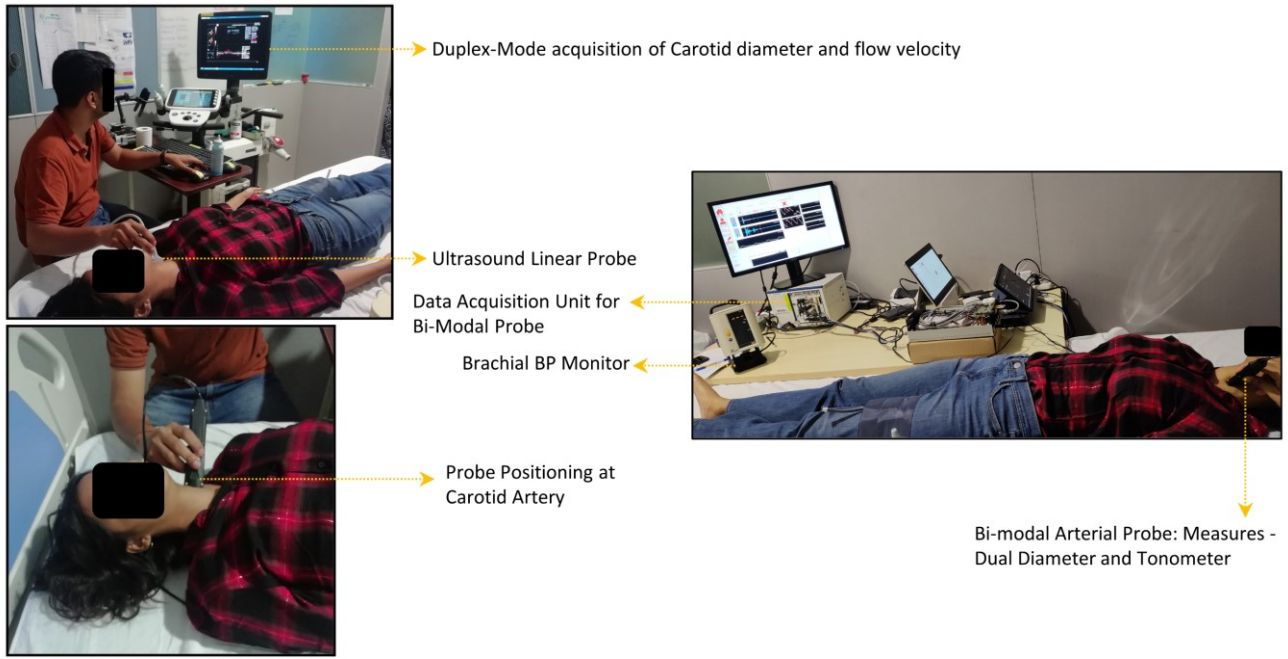 Duplex-Mode acquisition of Carotid diameter and flow velocity
Ultrasound Linear Probe
Data Acquisition Unit for
Bi-Modal Probe
Brachial BP Monitor
Probe Positioning at
Carotid Artery
Bi-modal Arterial Probe: Measures -
Dual Diameter and Tonometer